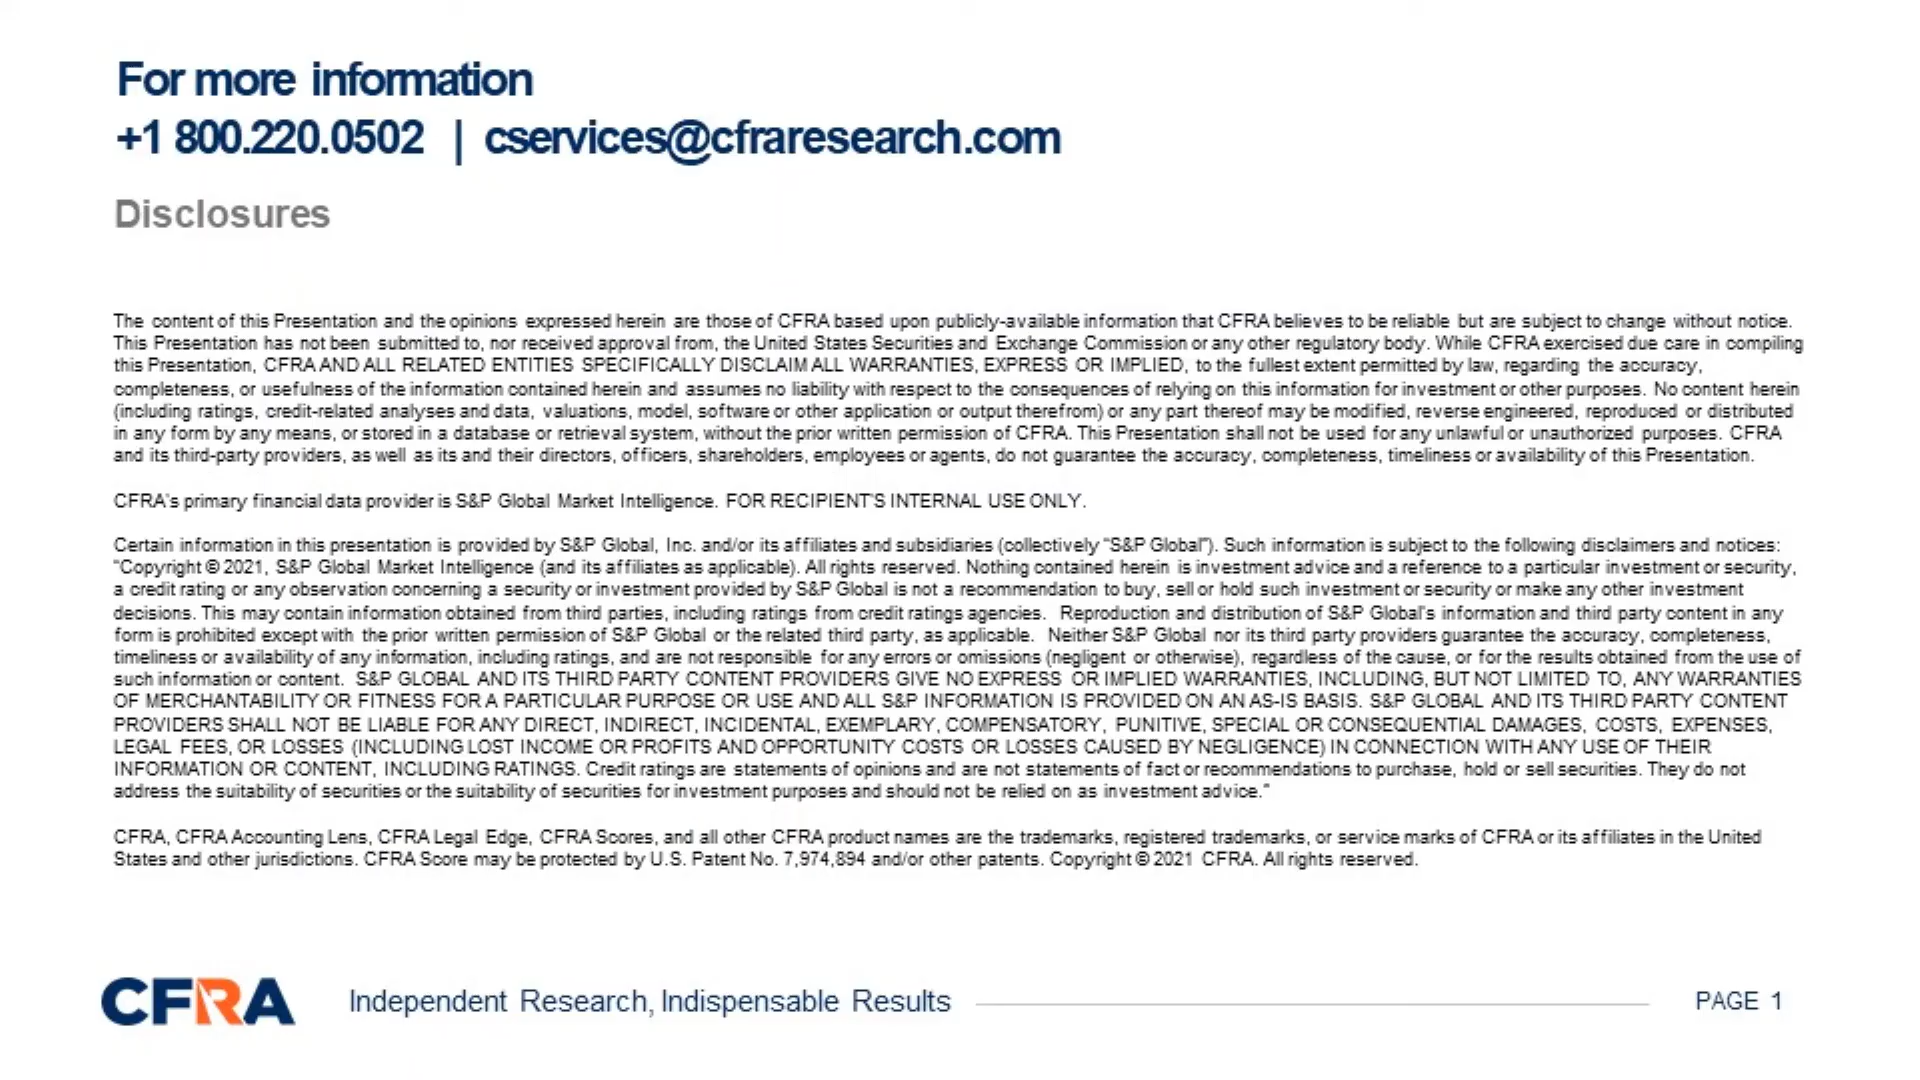 For more information
+1 800.220.0502 | cservices@cfraresearch.com
Disclosures
The content of this Presentation and the opinions expressed herein are those of CFRA based upon publicly-available information that CFRA believes to be reliable but are subject to change without notice.
This Presentation has not been submitted to, nor received approval from, the United States Securities and Exchange Commission or any other regulatory body. While CFRA exercised due care in compiling
this Presentation, CFRA AND ALL RELATED ENTITIES SPECIFICALLY DISCLAIM ALL WARRANTIES, EXPRESS OR IMPLIED, to the fullest extent permitted by law, regarding the accuracy,
completeness, or usefulness of the information contained herein and assumes no liability with respect to the consequences of relying on this information for investment or other purposes. No content herein
(including ratings, credit-related analyses and data, valuations, model, software or other application or output therefrom) or any part thereof may be modified, reverse engineered, reproduced or distributed
in any form by any means, or stored in a database or retrieval system, without the prior written permission of CFRA. This Presentation shall not be used for any unlawful or unauthorized purposes. CFRA
and its third-party providers, as well as its and their directors, officers, shareholders, employees or agents, do not guarantee the accuracy, completeness, timeliness or availability of this Presentation.
CFRA's primary financial data provider is S&P Global Market Intelligence. FOR RECIPIENT'S INTERNAL USE ONLY.
Certain information in this presentation is provided by S&P Global, Inc. and/or its affiliates and subsidiaries (collectively "S&P Global"). Such information is subject to the following disclaimers and notices:
"Copyright © 2021, S&P Global Market Intelligence (and its affiliates as applicable). All rights reserved. Nothing contained herein is investment advice and a reference to a particular investment or security,
a credit rating or any observation concerning a security or investment provided by S&P Global is not a recommendation to buy, sell or hold such investment or security or make any other investment
decisions. This may contain information obtained from third parties, including ratings from credit ratings agencies. Reproduction and distribution of S&P Global's information and third party content in any
form is prohibited except with the prior written permission of S&P Global or the related third party, as applicable. Neither S&P Global nor its third party providers guarantee the accuracy, completeness,
timeliness or availability of any information, including ratings, and are not responsible for any errors or omissions (negligent or otherwise), regardless of the cause, or for the results obtained from the use of
such information or content. S&P GLOBAL AND ITS THIRD PARTY CONTENT PROVIDERS GIVE NO EXPRESS OR IMPLIED WARRANTIES, INCLUDING, BUT NOT LIMITED TO, ANY WARRANTIES
OF MERCHANTABILITY OR FITNESS FOR A PARTICULAR PURPOSE OR USE AND ALL S&P INFORMATION IS PROVIDED ON AN AS-IS BASIS. S&P GLOBAL AND ITS THIRD PARTY CONTENT
PROVIDERS SHALL NOT BE LIABLE FOR ANY DIRECT, INDIRECT, INCIDENTAL, EXEMPLARY, COMPENSATORY, PUNITIVE, SPECIAL OR CONSEQUENTIAL DAMAGES, COSTS, EXPENSES,
LEGAL FEES, OR LOSSES (INCLUDING LOST INCOME OR PROFITS AND OPPORTUNITY COSTS OR LOSSES CAUSED BY NEGLIGENCE) IN CONNECTION WITH ANY USE OF THEIR
INFORMATION OR CONTENT, INCLUDING RATINGS. Credit ratings are statements of opinions and are not statements of fact or recommendations to purchase, hold or sell securities. They do not
address the suitability of securities or the suitability of securities for investment purposes and should not be relied on as investment advice."
CFRA, CFRA Accounting Lens, CFRA Legal Edge, CFRA Scores, and all other CFRA product names are the trademarks, registered trademarks, or service marks of CFRA or its affiliates in the United
States and other jurisdictions. CFRA Score may be protected by U.S. Patent No. 7,974,894 and/or other patents. Copyright © 2021 CFRA. All rights reserved.
CFRA Independent Research, Indispensable Results PAGE 1